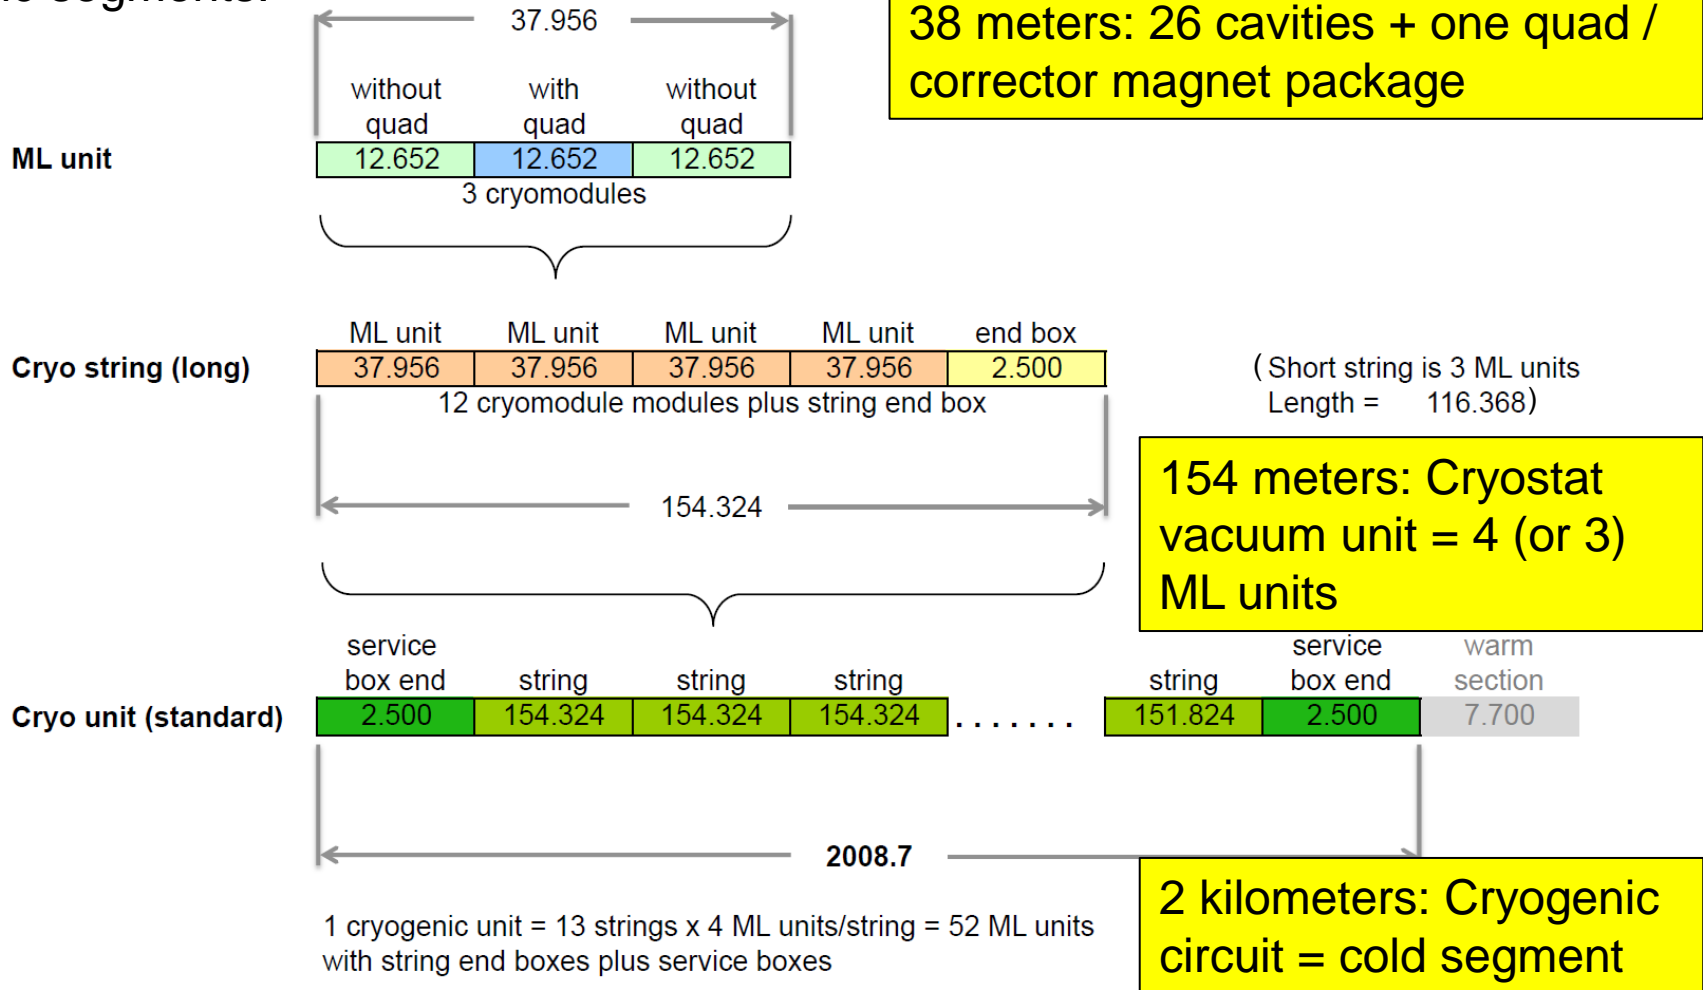 segments.
37.956
38 meters: 26 cavities + one quad /
corrector magnet package
without with without
quad quad quad
ML unit 12.652 12.652 12.652
3 cryomodules
ML unit ML unit ML unit ML unit end box
Cryo string (long) 37.956 37.956 37.956 37.956 2.500
12 cryomodule modules plus string end box
(Short string is 3 ML units
Length = 116.368)
154.324
154 meters: Cryostat
vacuum unit = 4 (or 3)
ML units
service service warm
box end string string string string box end section
Cryo unit (standard) 2.500 154.324 154.324 154.324 ....... 151.824 2.500 7.700
2008.7
1 cryogenic unit = 13 strings x 4 ML units/string = 52 ML units
with string end boxes plus service boxes
2 kilometers: Cryogenic
circuit = cold segment